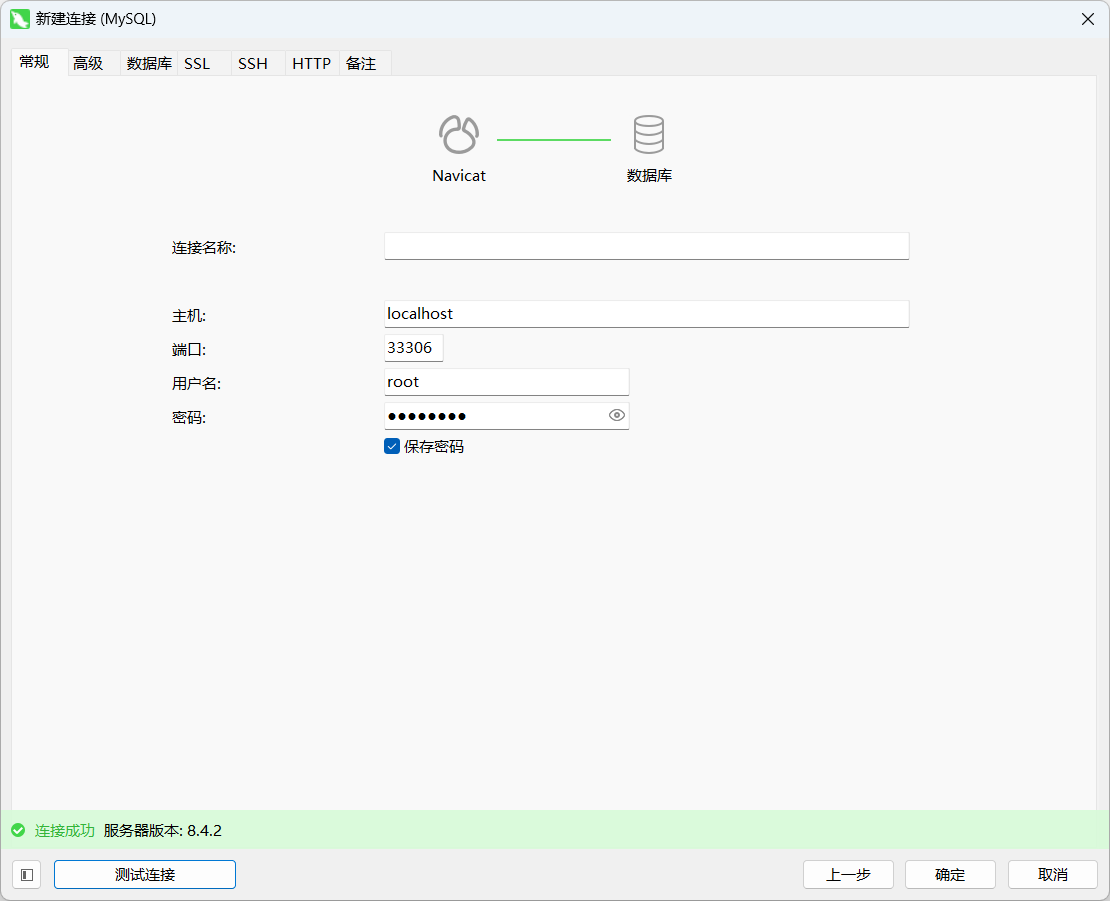 新建连接 (MySQL)
常规 高级 数据库 SSL SSH HTTP 备注
Navicat 数据库
连接名称:
主机: localhost
端口: 33306
用户名: root
密码: ●●●●●●●●
保存密码
连接成功 服务器版本: 8.4.2
测试连接 上一步 确定 取消